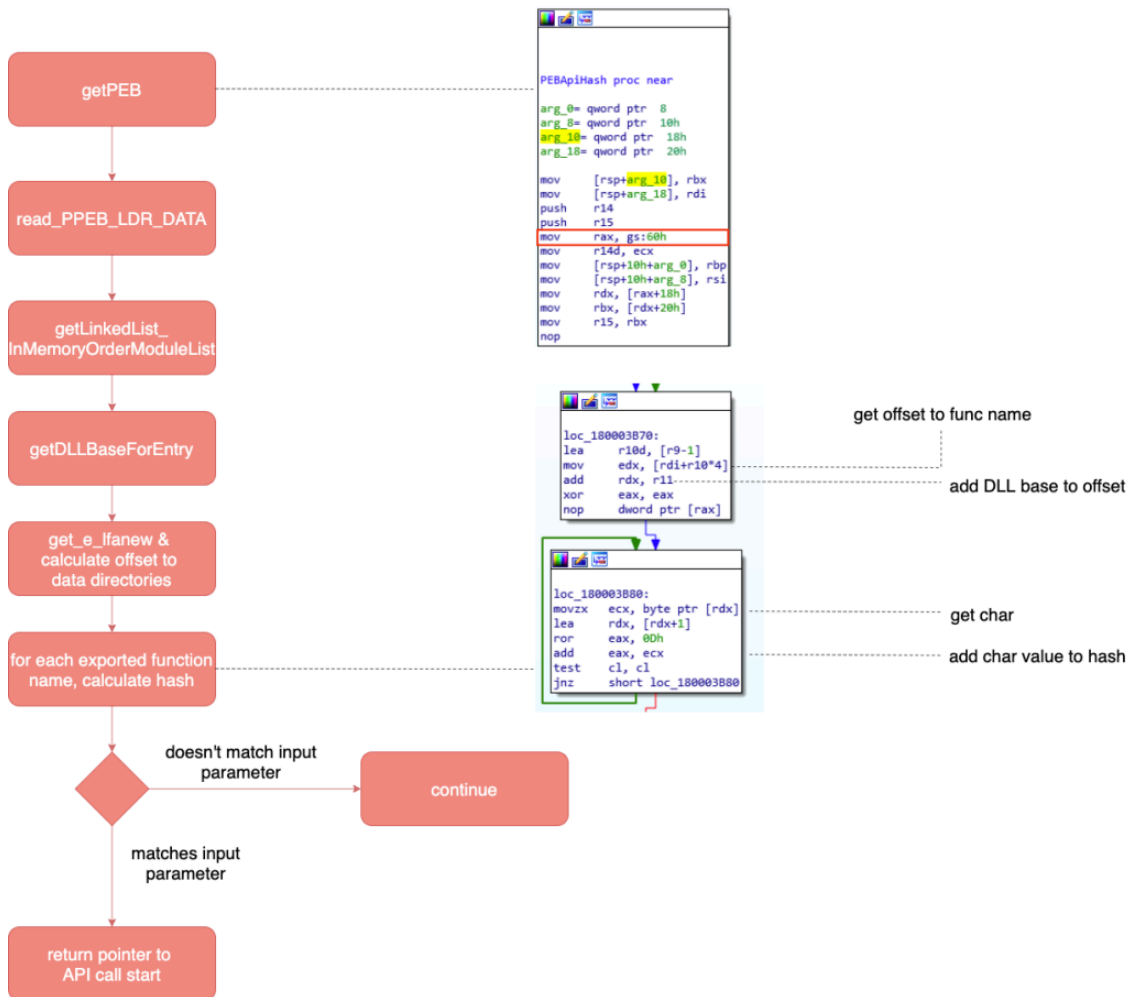 getPEB
read_PPEB_LDR_DATA
getLinkedList_
InMemoryOrderModuleList
getDLLBaseForEntry
get_e_lfanew &
calculate offset to
data directories
for each exported function
name, calculate hash
doesn't match input
parameter
continue
matches input
parameter
return pointer to
API call start
PEBApiHash proc near
arg_0= qword ptr  8
arg_8= qword ptr  10h
arg_10= qword ptr  18h
arg_18= qword ptr  20h
mov     [rsp+arg_10], rbx
mov     [rsp+arg_18], rdi
push    r14
push    r15
mov     rax, gs:60h
mov     r14d, ecx
mov     [rsp+10h+arg_0], rbp
mov     [rsp+10h+arg_8], rsi
mov     rdx, [rax+18h]
mov     rbx, [rdx+20h]
mov     r15, rbx
nop
loc_180003B70:
lea     r10d, [r9-1]
mov     edx, [rdi+r10*4]
add     rdx, r11
xor     eax, eax
nop     dword ptr [rax]
get offset to func name
add DLL base to offset
loc_180003B80:
movzx   ecx, byte ptr [rdx]
lea     rdx, [rdx+1]
ror     eax, 0Dh
add     eax, ecx
test    cl, cl
jnz     short loc_180003B80
get char
add char value to hash